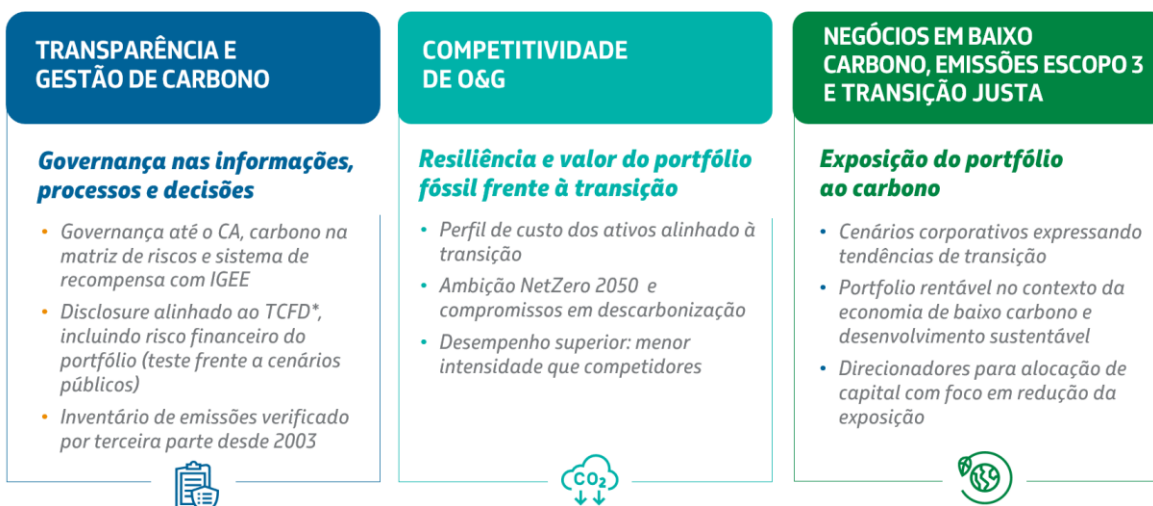 TRANSPARÊNCIA E
GESTÃO DE CARBONO
Governança nas informações,
processos e decisões
• Governança até o CA, carbono na
matriz de riscos e sistema de
recompensa com IGEE
• Disclosure alinhado ao TCFD*,
incluindo risco financeiro do
portfólio (teste frente a cenários
públicos)
• Inventário de emissões verificado
por terceira parte desde 2003
COMPETITIVIDADE
DE O&G
Resiliência e valor do portfólio
fóssil frente à transição
• Perfil de custo dos ativos alinhado à
transição
• Ambição NetZero 2050 e
compromissos em descarbonização
• Desempenho superior: menor
intensidade que competidores
CO₂
NEGÓCIOS EM BAIXO
CARBONO, EMISSÕES ESCOPO 3
E TRANSIÇÃO JUSTA
Exposição do portfólio
ao carbono
• Cenários corporativos expressando
tendências de transição
• Portfolio rentável no contexto da
economia de baixo carbono e
desenvolvimento sustentável
• Direcionadores para alocação de
capital com foco em redução da
exposição